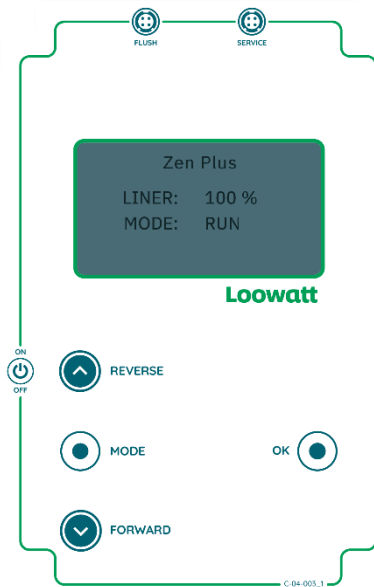 FLUSH
SERVICE
Zen Plus
LINER: 100 %
MODE: RUN
Loowatt
ON
OFF
REVERSE
MODE
OK
FORWARD
C-04-003_1